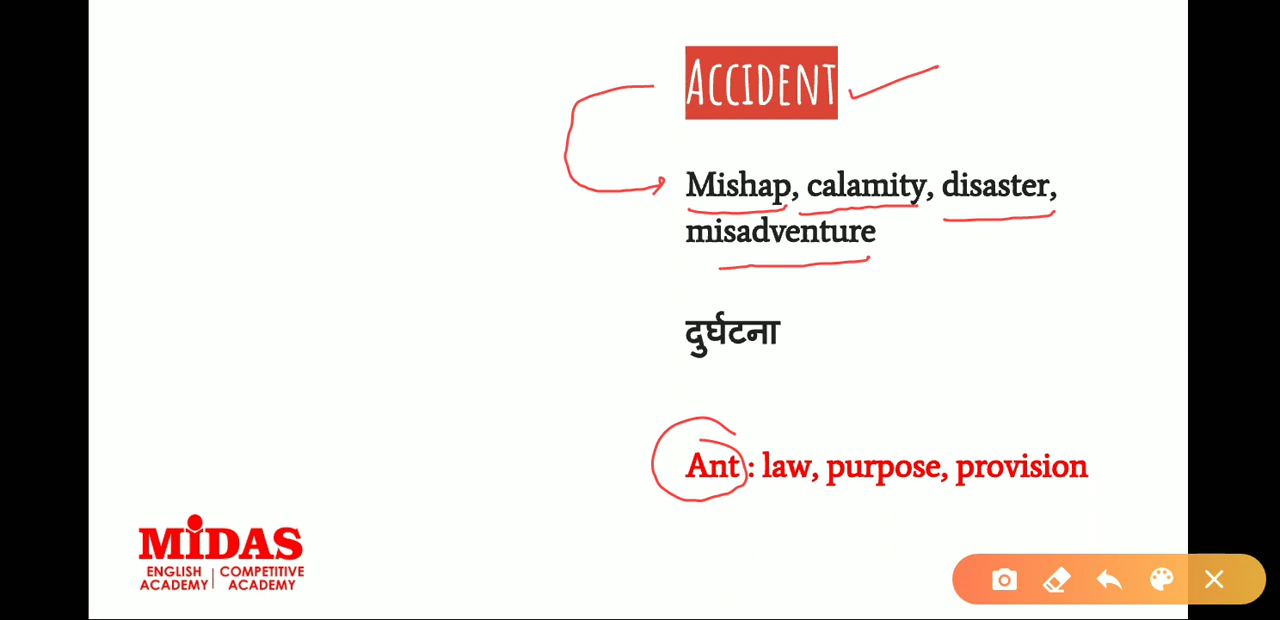 ACCIDENT
Mishap, calamity, disaster,
misadventure
दुर्घटना
Ant : law, purpose, provision
MIDAS
ENGLISH | COMPETITIVE
ACADEMY | ACADEMY